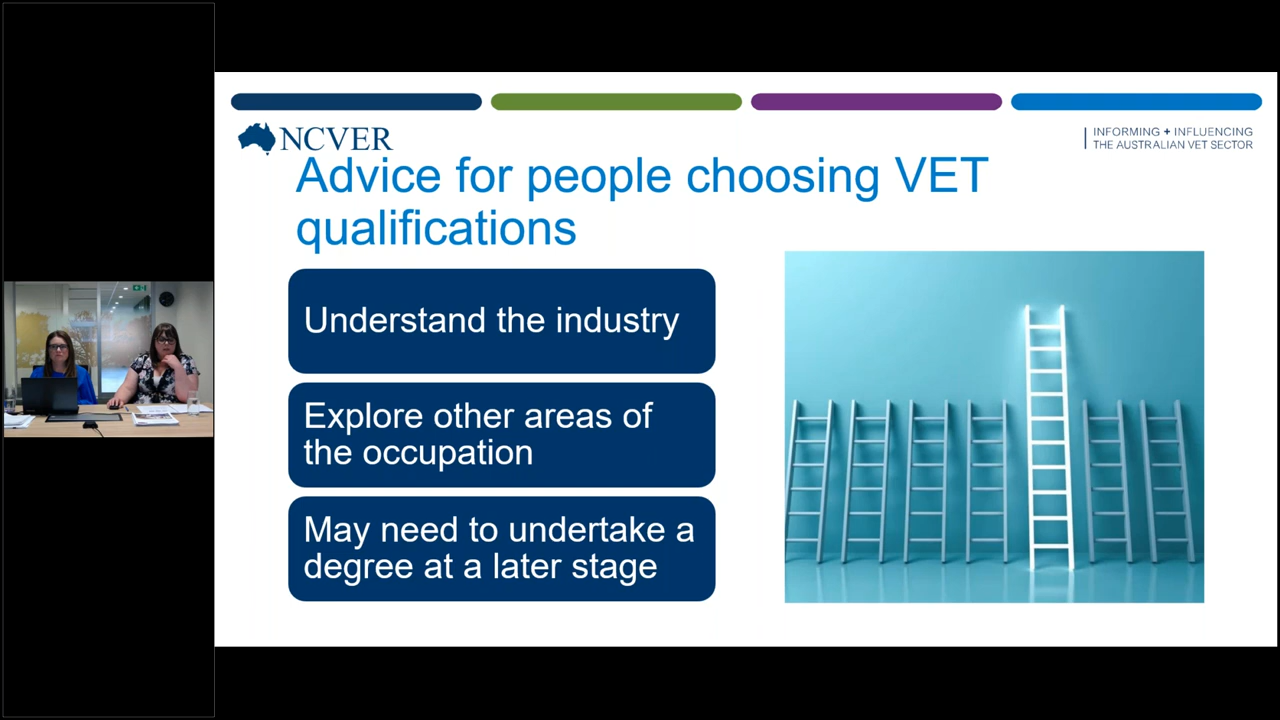 NCVER
INFORMING + INFLUENCING
THE AUSTRALIAN VET SECTOR
Advice for people choosing VET
qualifications
Understand the industry
Explore other areas of
the occupation
May need to undertake a
degree at a later stage